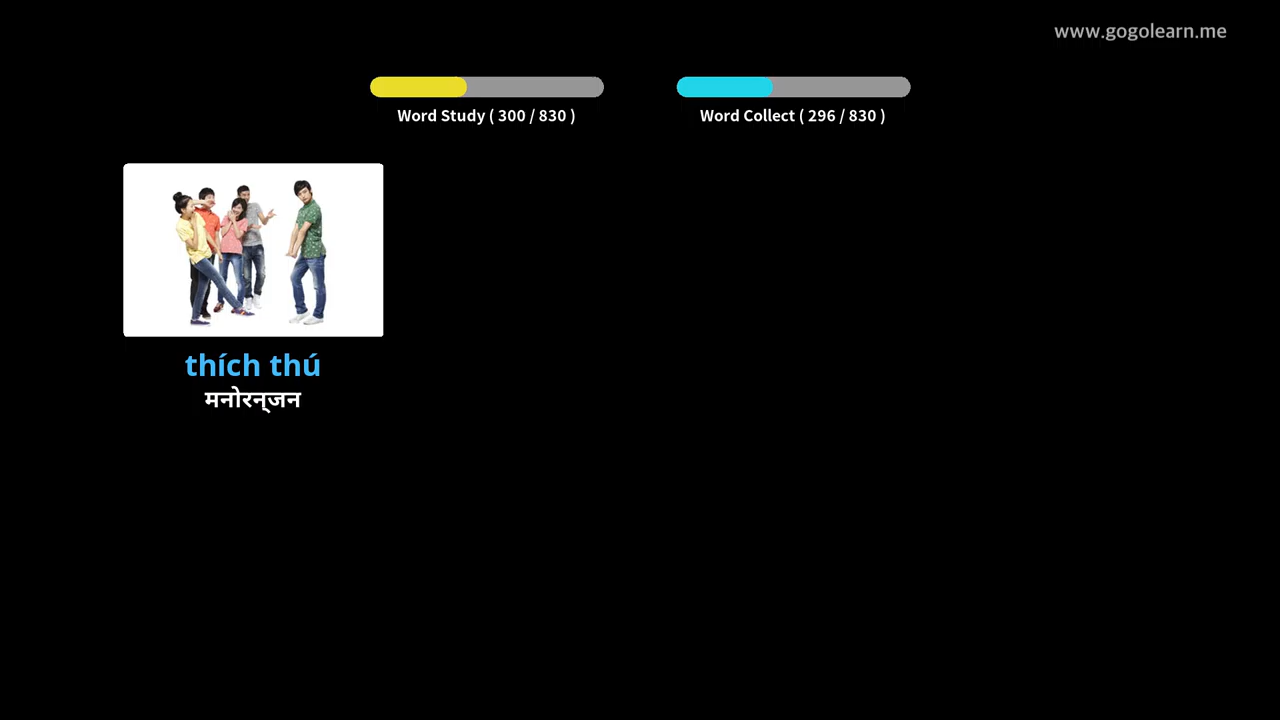 www.gogolearn.me
Word Study ( 300 / 830 )
Word Collect ( 296 / 830 )
thích thú
मनोरन्जन